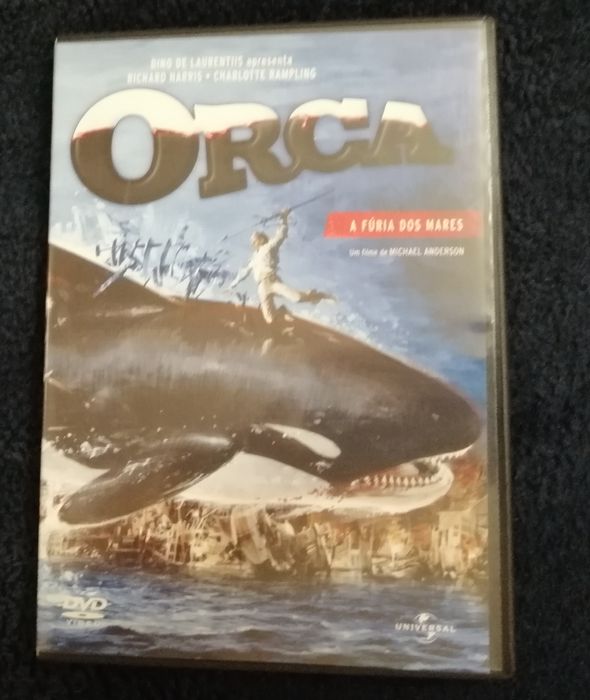 DINO DE LAURENTIIS apresenta
RICHARD HARRIS • CHARLOTTE RAMPLING
ORCA
A FÚRIA DOS MARES
Um filme de MICHAEL ANDERSON
DVD
VIDEO
UNIVERSAL